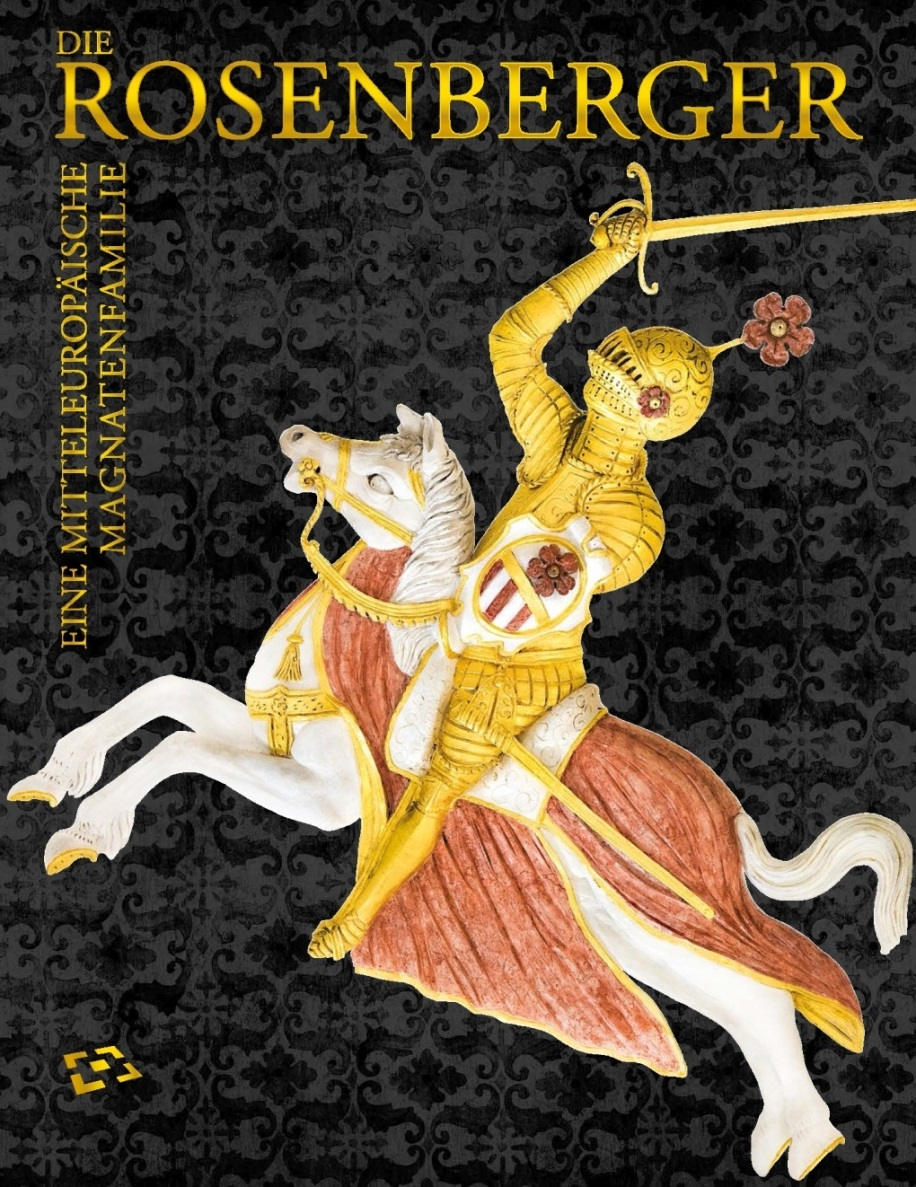 DIE
ROSENBERGER
EINE MITTELEUROPÄISCHE
MAGNATENFAMILIE